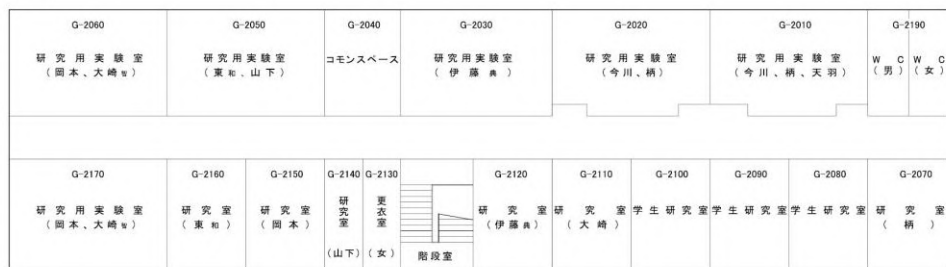 G-2060
研究用実験室
(岡本、大崎智)
G-2050
研究用実験室
(東和、山下)
G-2040
コモンスペース
G-2030
研究用実験室
(伊藤典)
G-2020
研究用実験室
(今川、柄)
G-2010
研究用実験室
(今川、柄、天羽)
G-2190
WC
(男)
WC
(女)
G-2170
研究用実験室
(岡本、大崎智)
G-2160
研究室
(東和)
G-2150
研究室
(岡本)
G-2140
研究室
(山下)
G-2130
更衣室
(女)
階段室
G-2120
研究室
(伊藤典)
G-2110
研究室
(大崎)
G-2100
学生研究室
G-2090
学生研究室
G-2080
学生研究室
G-2070
研究室
(柄)